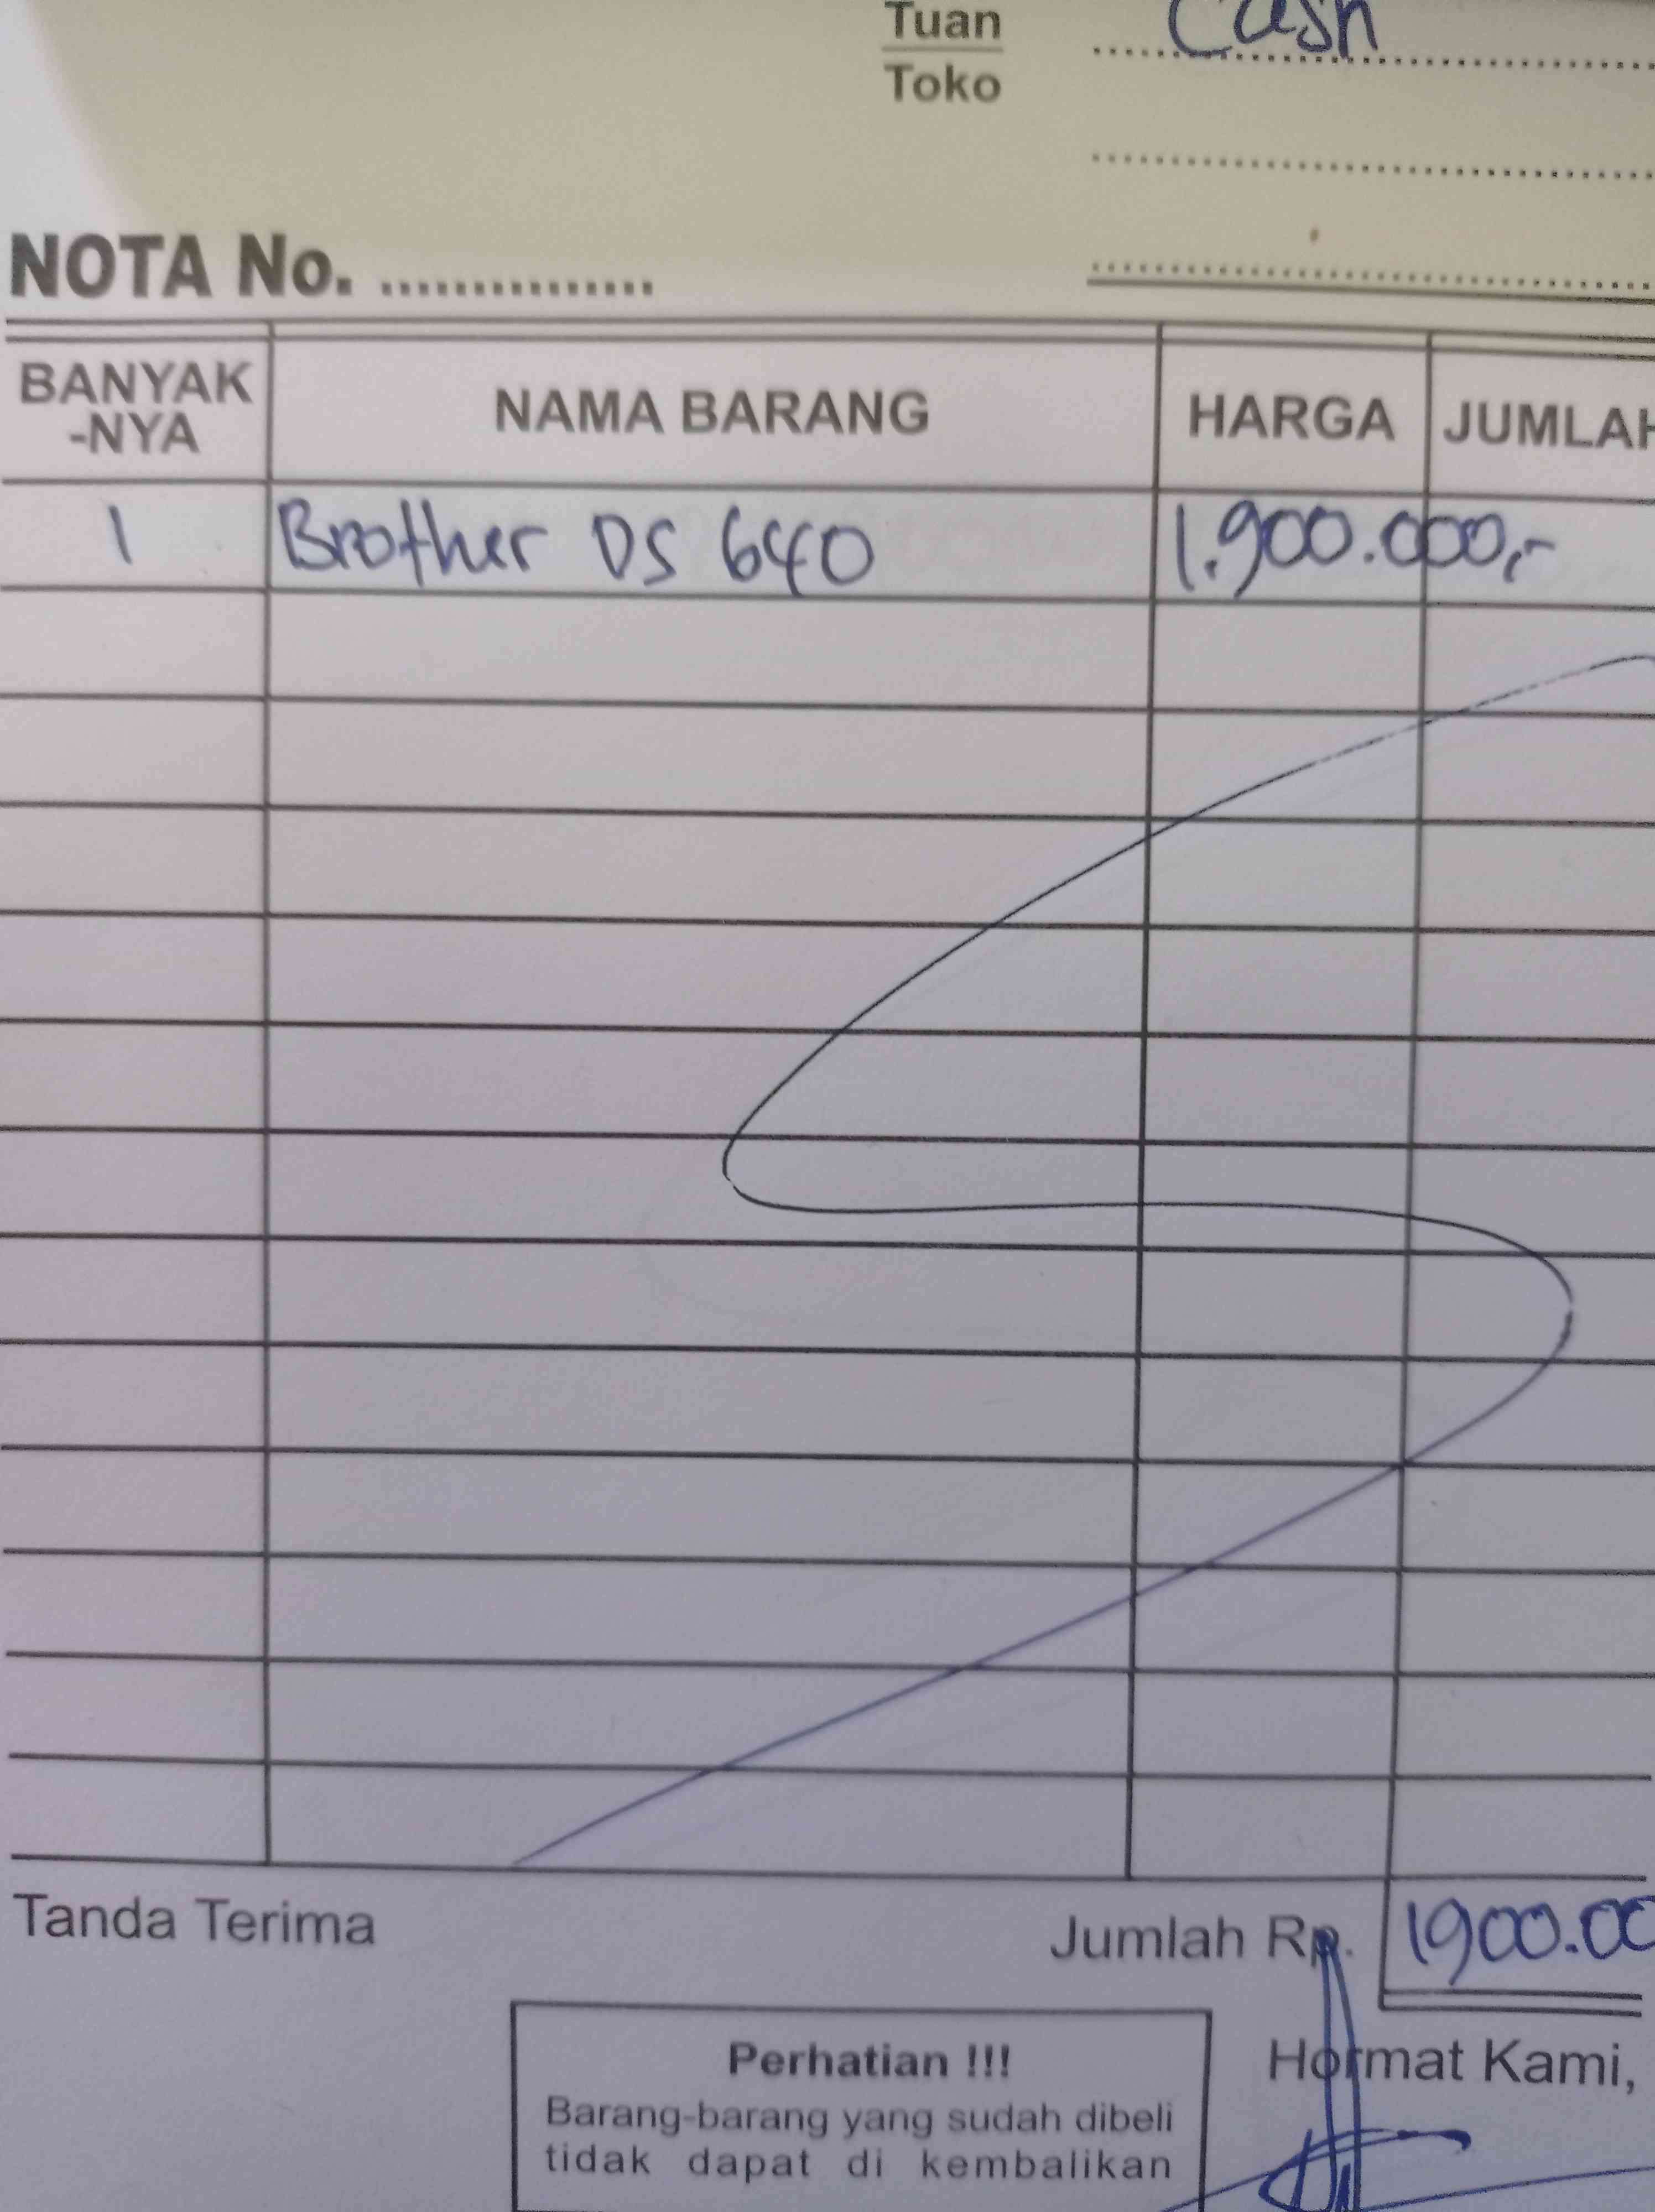 Tuan Cash
Toko
NOTA No. ...............
BANYAK -NYA NAMA BARANG HARGA JUMLAH
1 Brother DS 640 1.900.000,-
Tanda Terima Jumlah Rp. 1900.00
Perhatian !!! Hormat Kami,
Barang-barang yang sudah dibeli
tidak dapat di kembalikan